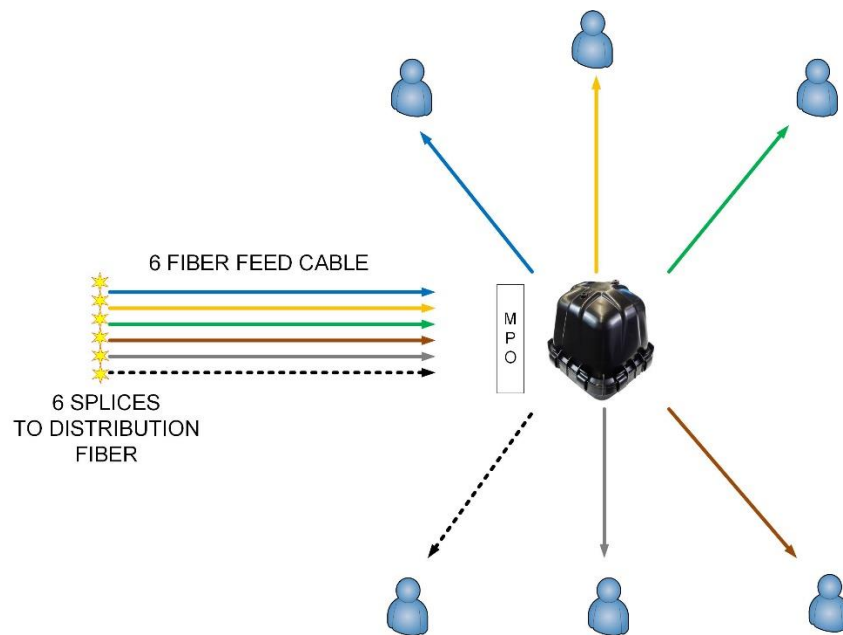 6 FIBER FEED CABLE
M
P
O
6 SPLICES
TO DISTRIBUTION
FIBER